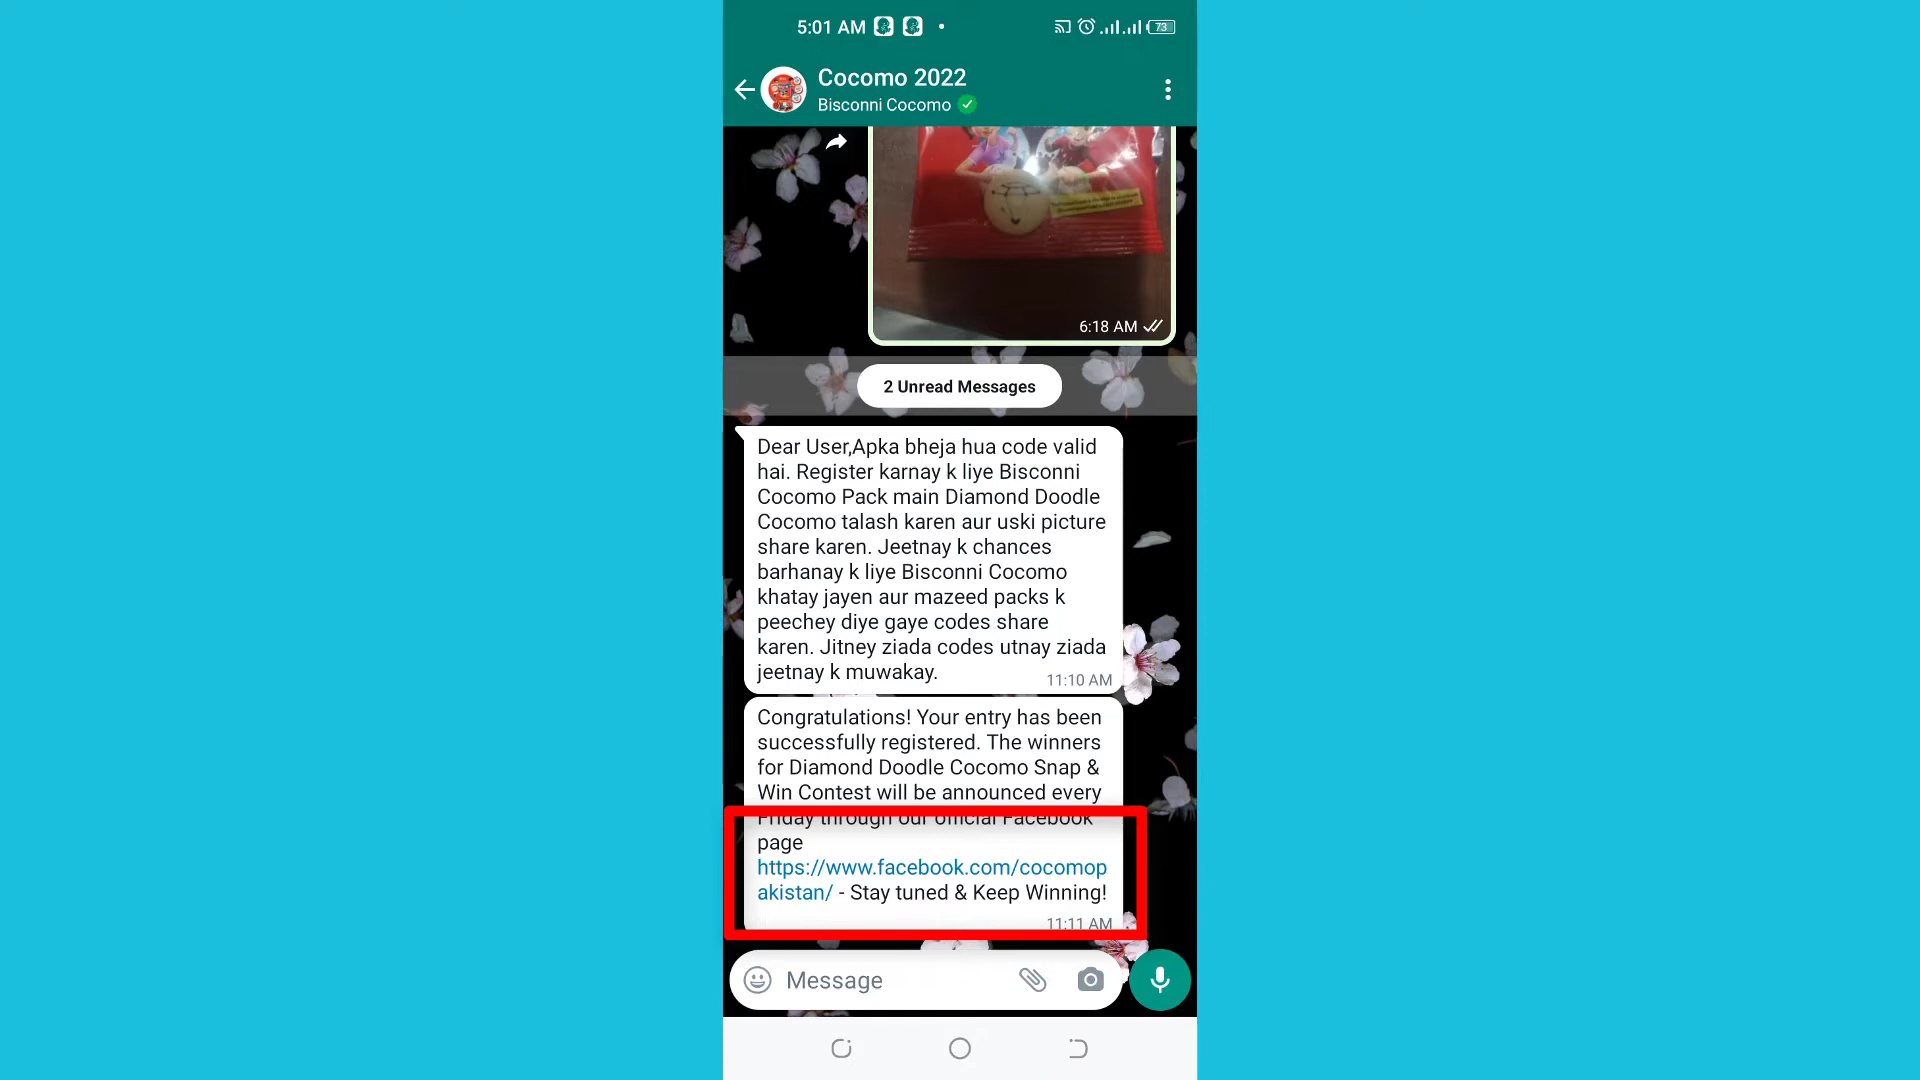 5:01 AM
73
Cocomo 2022
Bisconni Cocomo
6:18 AM
2 Unread Messages
Dear User,Apka bheja hua code valid
hai. Register karnay k liye Bisconni
Cocomo Pack main Diamond Doodle
Cocomo talash karen aur uski picture
share karen. Jeetnay k chances
barhanay k liye Bisconni Cocomo
khatay jayen aur mazeed packs k
peechey diye gaye codes share
karen. Jitney ziada codes utnay ziada
jeetnay k muwakay.
11:10 AM
Congratulations! Your entry has been
successfully registered. The winners
for Diamond Doodle Cocomo Snap &
Win Contest will be announced every
Friday through our official Facebook
page
https://www.facebook.com/cocomop
akistan/ - Stay tuned & Keep Winning!
11:11 AM
Message